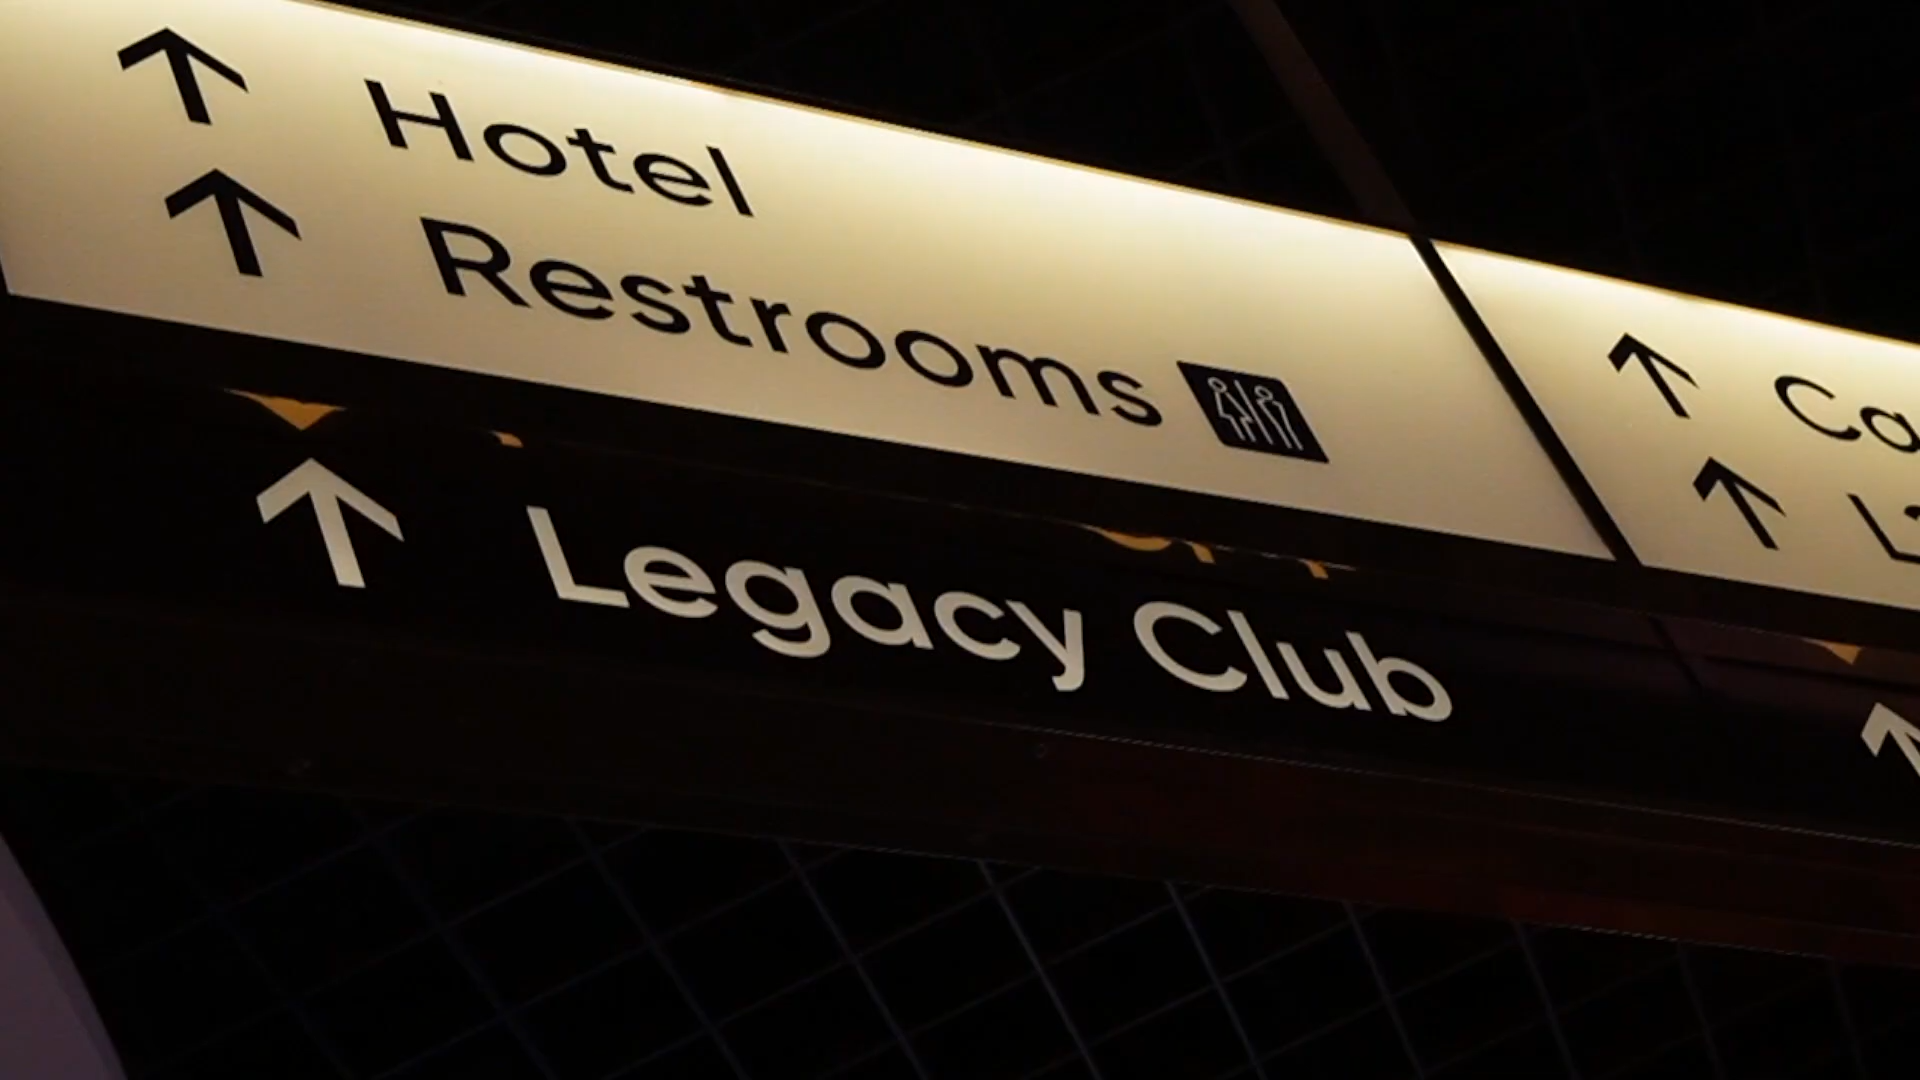 ↑ Hotel
↑ Restrooms
↑ Legacy Club